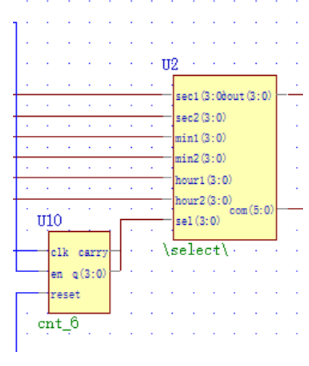 U2
sec1(3:0) dout(3:0)
sec2(3:0)
min1(3:0)
min2(3:0)
hour1(3:0)
hour2(3:0)
com(5:0)
sel(3:0)
\select\
U10
clk carry
en q(3:0)
reset
cnt_6